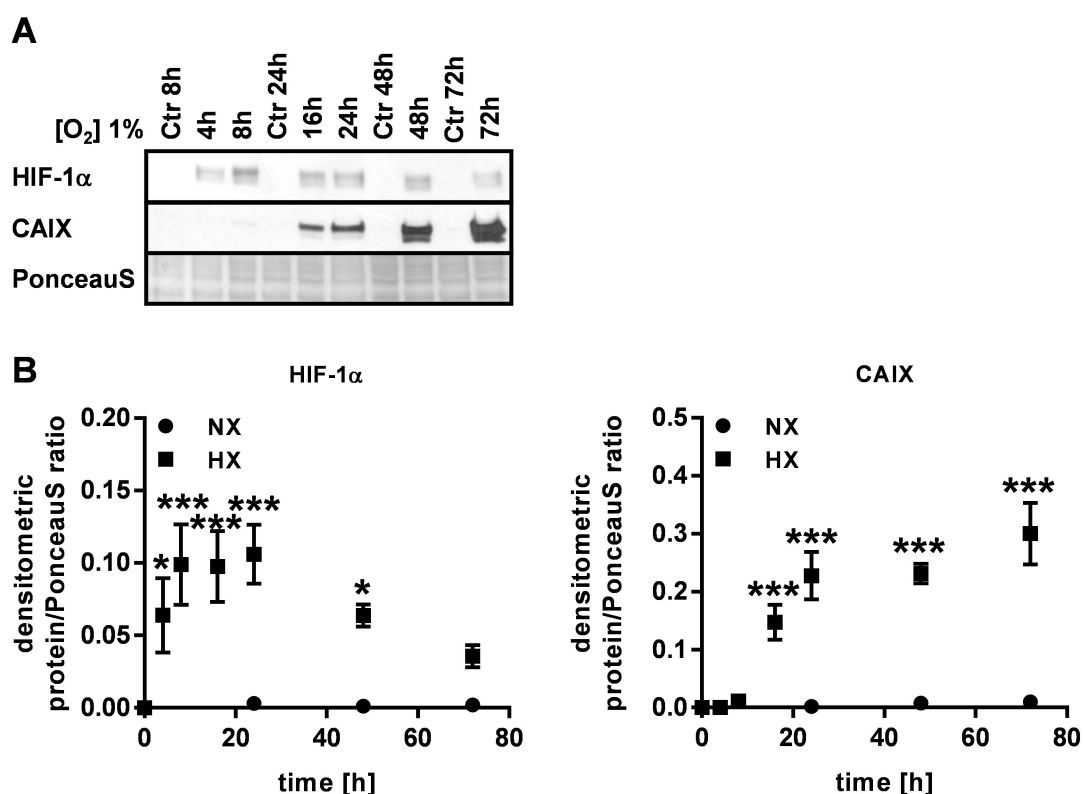 A
[O₂] 1%
Ctr 8h
4h
8h
Ctr 24h
16h
24h
Ctr 48h
48h
Ctr 72h
72h
HIF-1α
CAIX
PonceauS
B
HIF-1α
densitometric
protein/PonceauS ratio
0.20
0.15
0.10
0.05
0.00
NX
HX
*
***
***
***
*
0
20
40
60
80
time [h]
CAIX
densitometric
protein/PonceauS ratio
0.5
0.4
0.3
0.2
0.1
0.0
NX
HX
***
***
***
***
0
20
40
60
80
time [h]